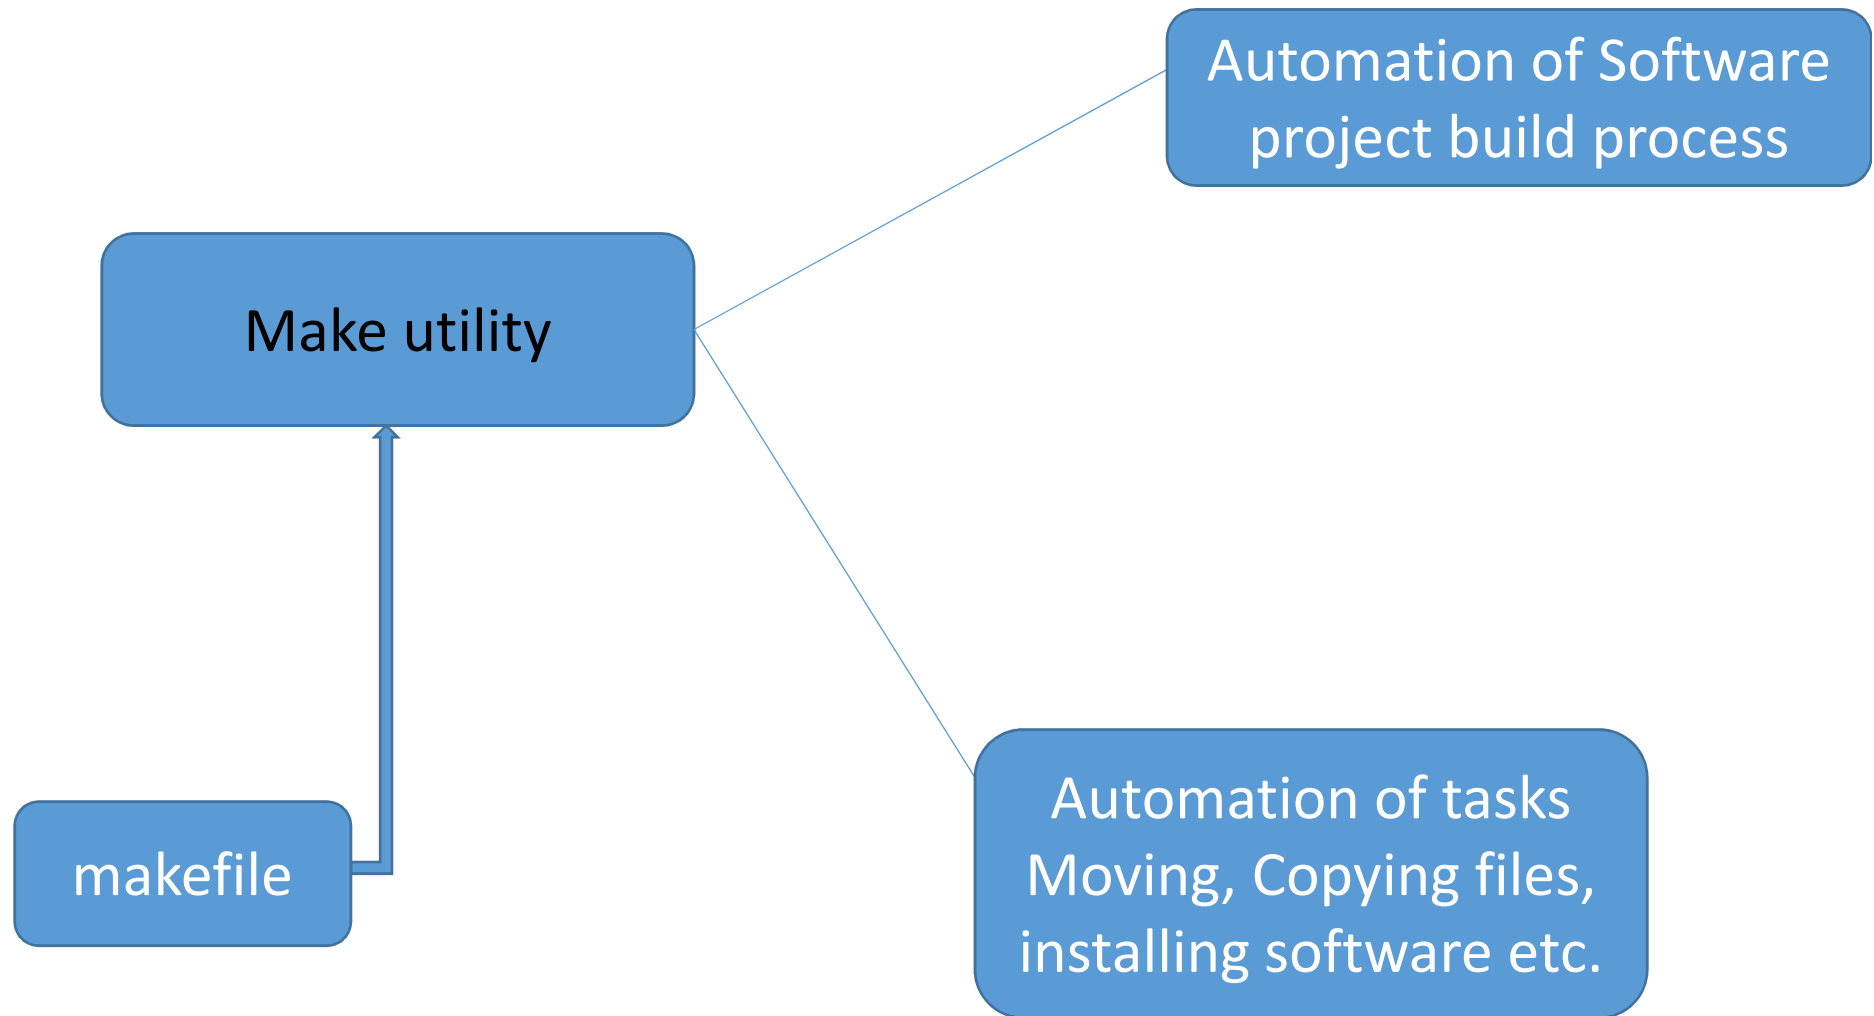 Automation of Software
project build process
Make utility
makefile
Automation of tasks
Moving, Copying files,
installing software etc.